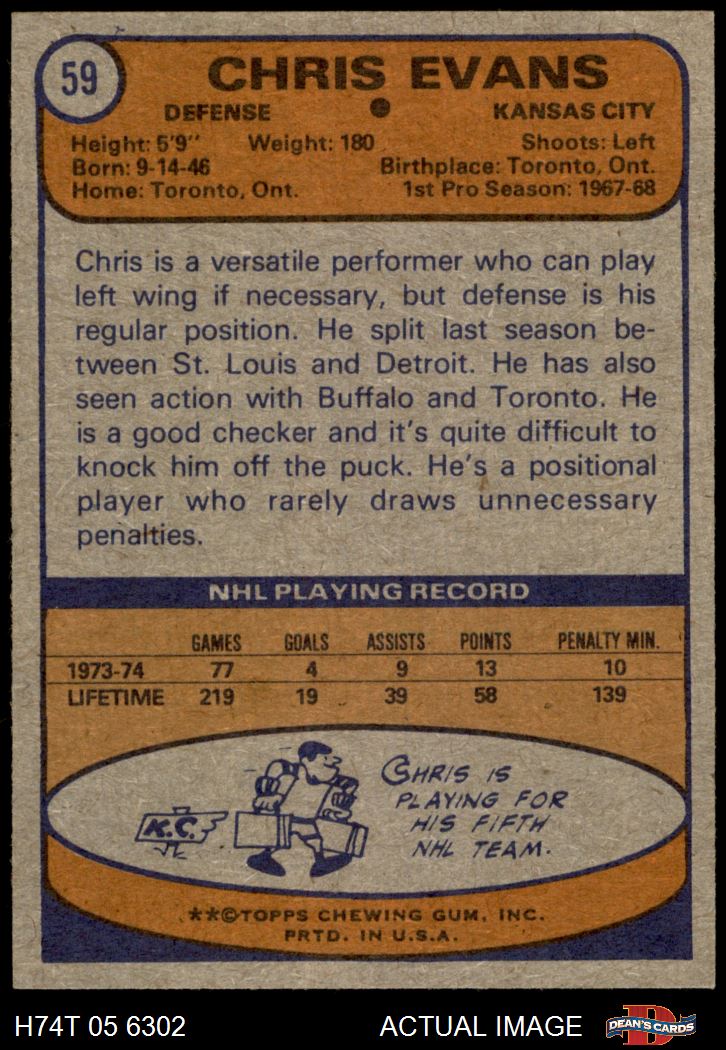 59
CHRIS EVANS
DEFENSE ● KANSAS CITY
Height: 5'9" Weight: 180 Shoots: Left
Born: 9-14-46 Birthplace: Toronto, Ont.
Home: Toronto, Ont. 1st Pro Season: 1967-68
Chris is a versatile performer who can play
left wing if necessary, but defense is his
regular position. He split last season be-
tween St. Louis and Detroit. He has also
seen action with Buffalo and Toronto. He
is a good checker and it's quite difficult to
knock him off the puck. He's a positional
player who rarely draws unnecessary
penalties.
NHL PLAYING RECORD
GAMES GOALS ASSISTS POINTS PENALTY MIN.
1973-74 77 4 9 13 10
LIFETIME 219 19 39 58 139
K.C.
CHRIS IS
PLAYING FOR
HIS FIFTH
NHL TEAM.
**©TOPPS CHEWING GUM, INC.
PRTD. IN U.S.A.
H74T 05 6302 ACTUAL IMAGE DEAN'S CARDS